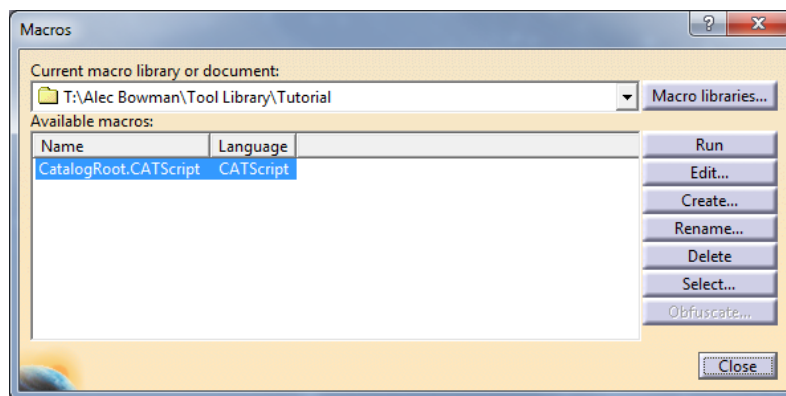 Macros
Current macro library or document:
T:\Alec Bowman\Tool Library\Tutorial
Macro libraries...
Available macros:
Name Language
CatalogRoot.CATScript CATScript
Run
Edit...
Create...
Rename...
Delete
Select...
Obfuscate...
Close